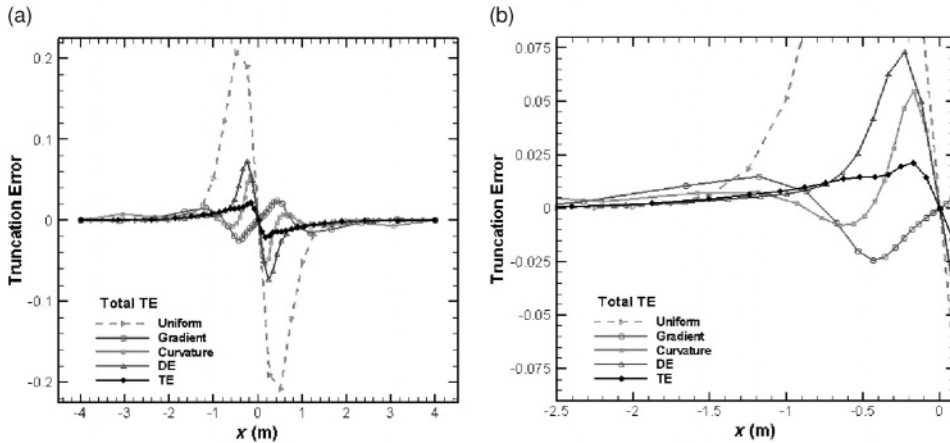 (a)
0.2
0.1
0
-0.1
-0.2
Truncation Error
Total TE
Uniform
Gradient
Curvature
DE
TE
-4 -3 -2 -1 0 1 2 3 4
x (m)
(b)
0.075
0.05
0.025
0
-0.025
-0.05
-0.075
Truncation Error
Total TE
Uniform
Gradient
Curvature
DE
TE
-2.5 -2 -1.5 -1 -0.5 0
x (m)